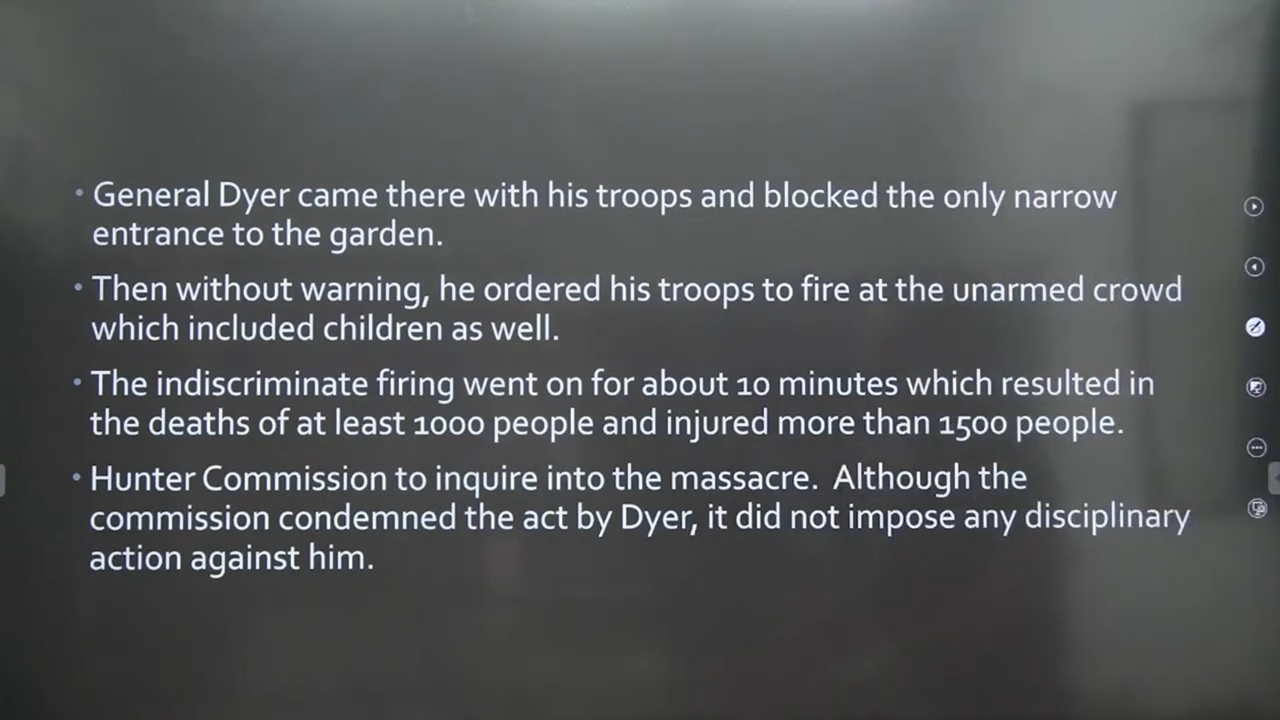 • General Dyer came there with his troops and blocked the only narrow
entrance to the garden.
• Then without warning, he ordered his troops to fire at the unarmed crowd
which included children as well.
• The indiscriminate firing went on for about 10 minutes which resulted in
the deaths of at least 1000 people and injured more than 1500 people.
• Hunter Commission to inquire into the massacre.  Although the
commission condemned the act by Dyer, it did not impose any disciplinary
action against him.